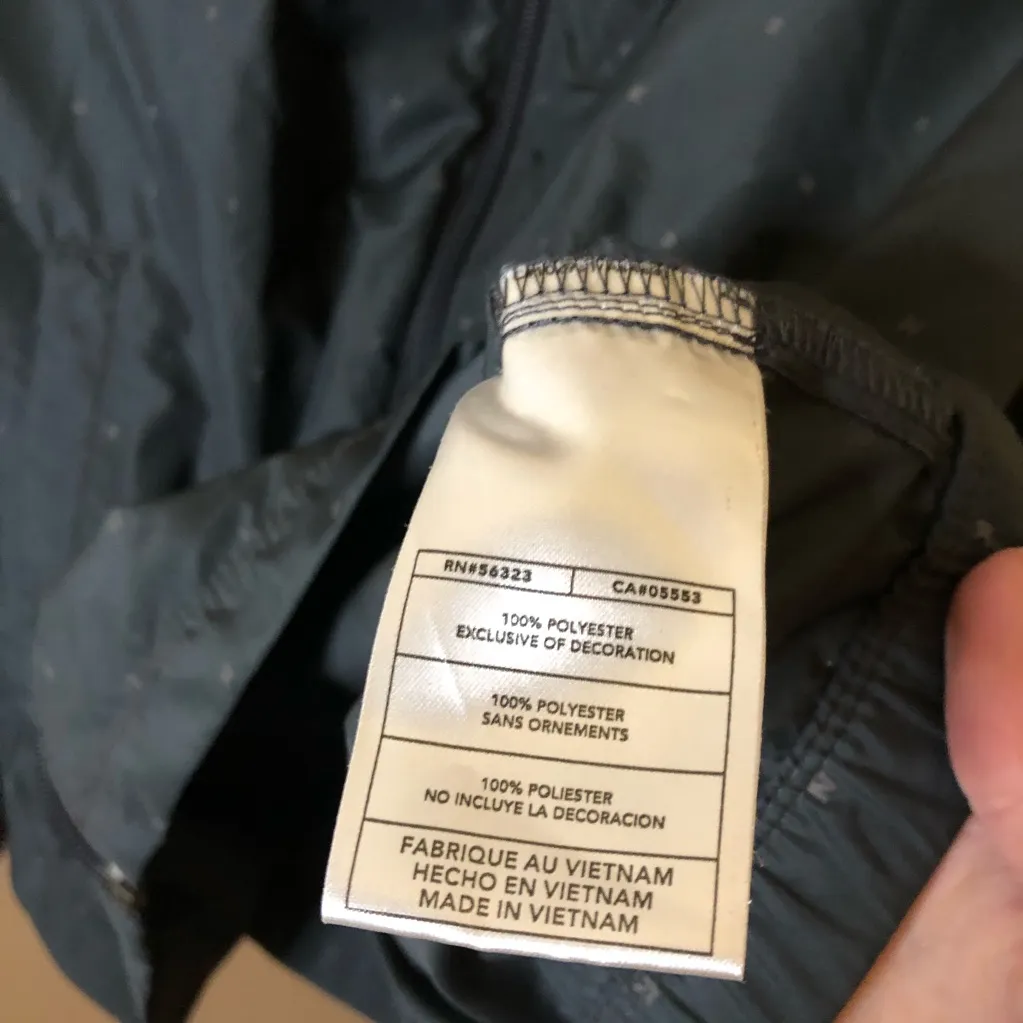 RN#56323 CA#05553
100% POLYESTER
EXCLUSIVE OF DECORATION
100% POLYESTER
SANS ORNEMENTS
100% POLIESTER
NO INCLUYE LA DECORACION
FABRIQUE AU VIETNAM
HECHO EN VIETNAM
MADE IN VIETNAM